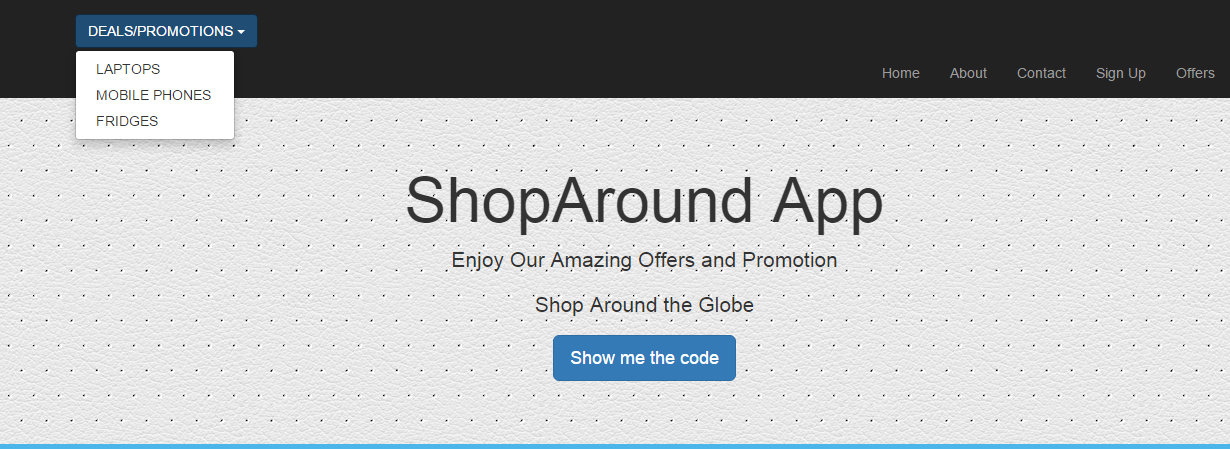 DEALS/PROMOTIONS
LAPTOPS
MOBILE PHONES
FRIDGES
Home About Contact Sign Up Offers
ShopAround App
Enjoy Our Amazing Offers and Promotion
Shop Around the Globe
Show me the code